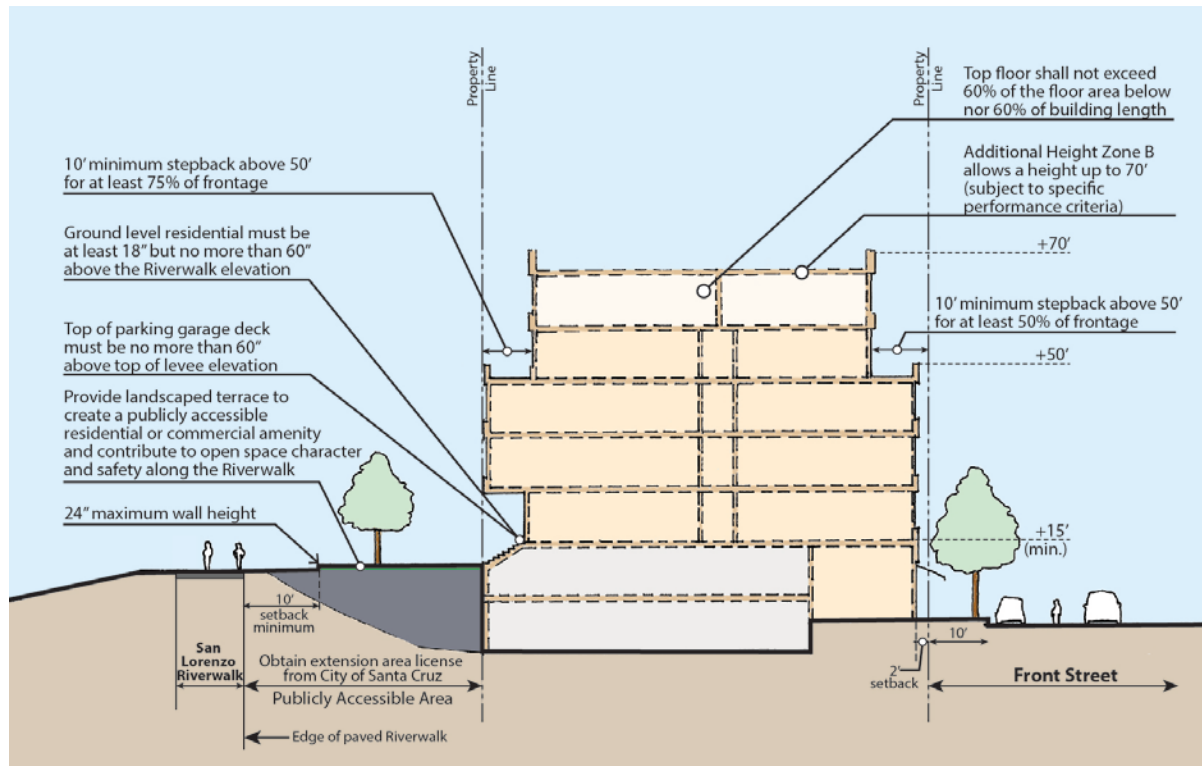 Property
Line
Property
Line
Top floor shall not exceed
60% of the floor area below
nor 60% of building length
Additional Height Zone B
allows a height up to 70'
(subject to specific
performance criteria)
10' minimum stepback above 50'
for at least 75% of frontage
Ground level residential must be
at least 18" but no more than 60"
above the Riverwalk elevation
Top of parking garage deck
must be no more than 60"
above top of levee elevation
Provide landscaped terrace to
create a publicly accessible
residential or commercial amenity
and contribute to open space character
and safety along the Riverwalk
24" maximum wall height
+70'
10' minimum stepback above 50'
for at least 50% of frontage
+50'
+15'
(min.)
10'
setback
minimum
San
Lorenzo
Riverwalk
Obtain extension area license
from City of Santa Cruz
Publicly Accessible Area
Edge of paved Riverwalk
2'
setback
10'
Front Street